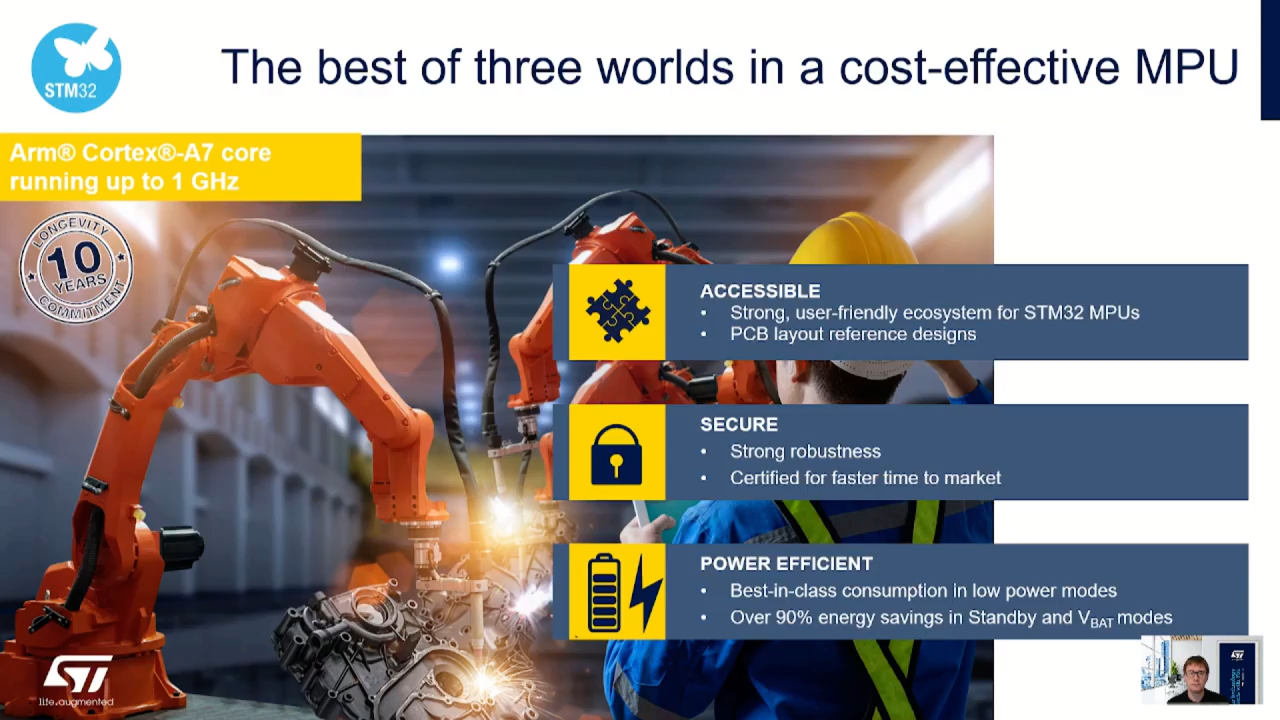 STM32
The best of three worlds in a cost-effective MPU
Arm® Cortex®-A7 core
running up to 1 GHz
LONGEVITY
10
YEARS
COMMITMENT
ACCESSIBLE
• Strong, user-friendly ecosystem for STM32 MPUs
• PCB layout reference designs
SECURE
• Strong robustness
• Certified for faster time to market
POWER EFFICIENT
• Best-in-class consumption in low power modes
• Over 90% energy savings in Standby and VBAT modes
ST
life.augmented
ST